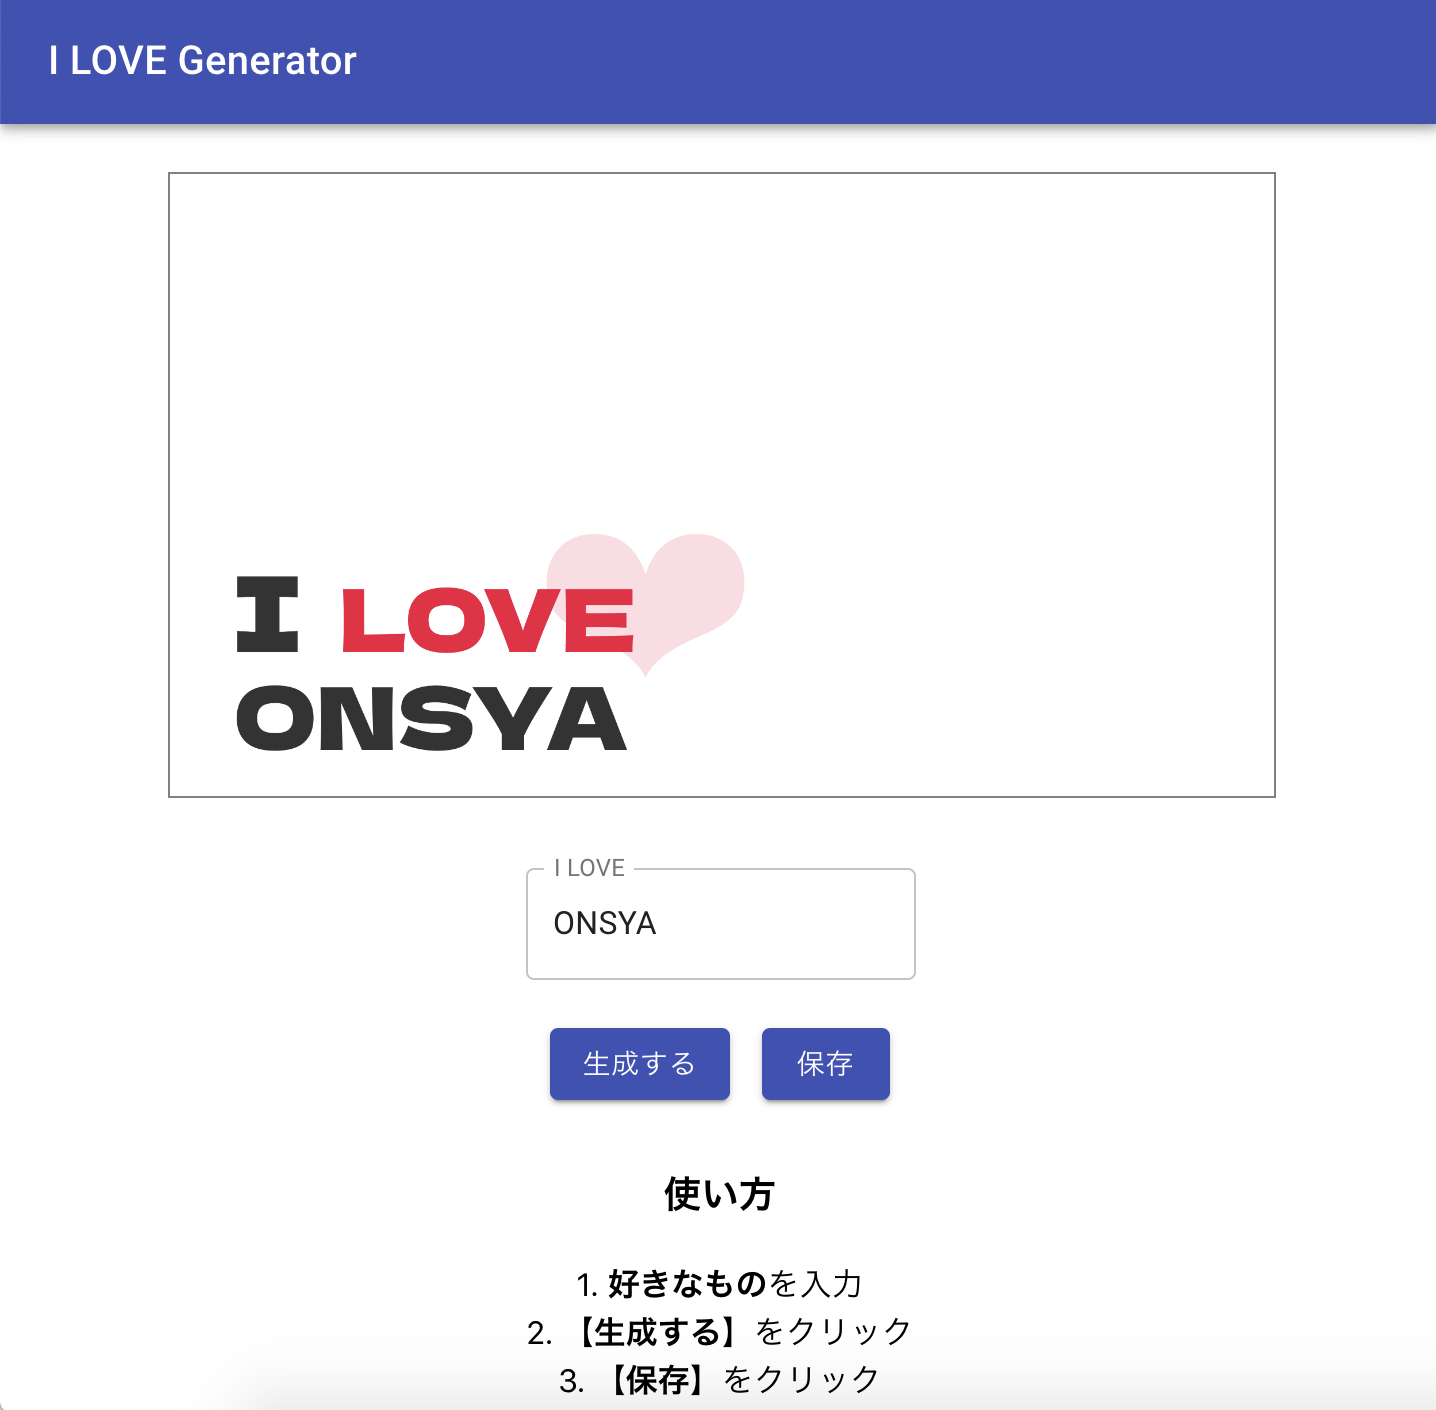 I LOVE Generator
I LOVE
ONSYA
I LOVE
ONSYA
生成する
保存
使い方
1. 好きなものを入力
2. 【生成する】をクリック
3. 【保存】をクリック